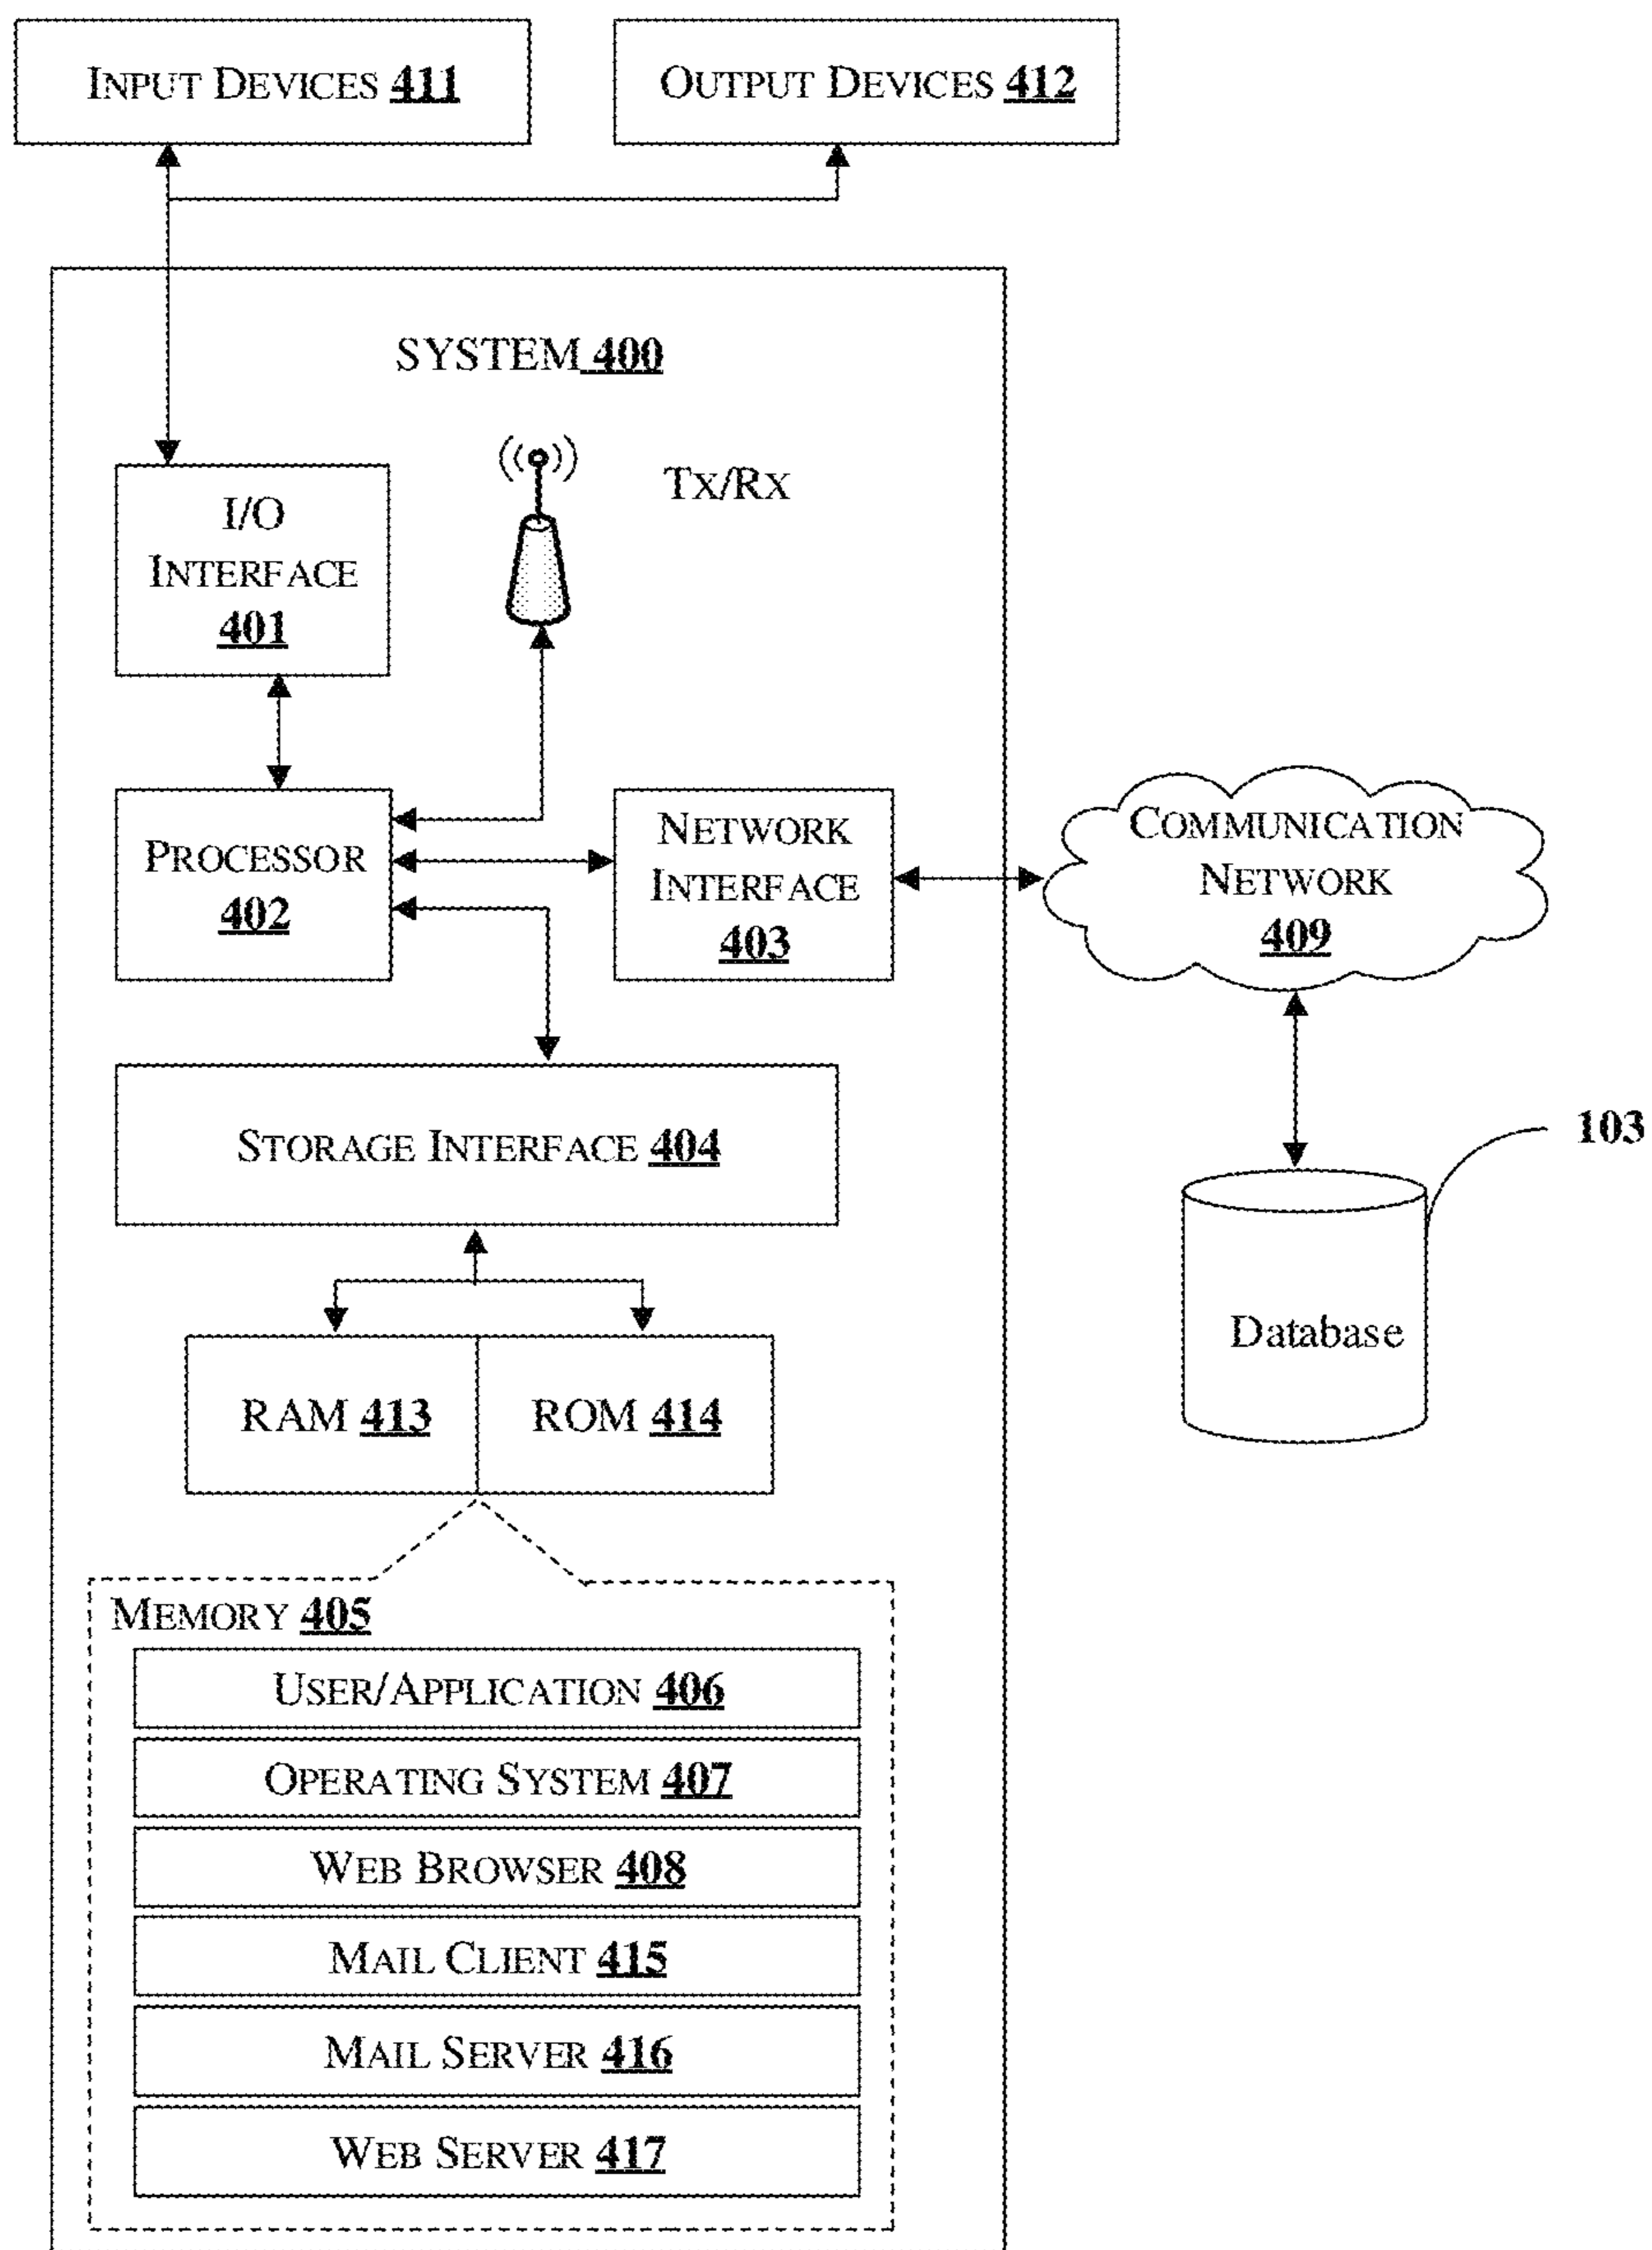 INPUT DEVICES 411
OUTPUT DEVICES 412
SYSTEM 400
I/O
INTERFACE
401
TX/RX
PROCESSOR
402
NETWORK
INTERFACE
403
COMMUNICATION
NETWORK
409
STORAGE INTERFACE 404
103
Database
RAM 413
ROM 414
MEMORY 405
USER/APPLICATION 406
OPERATING SYSTEM 407
WEB BROWSER 408
MAIL CLIENT 415
MAIL SERVER 416
WEB SERVER 417